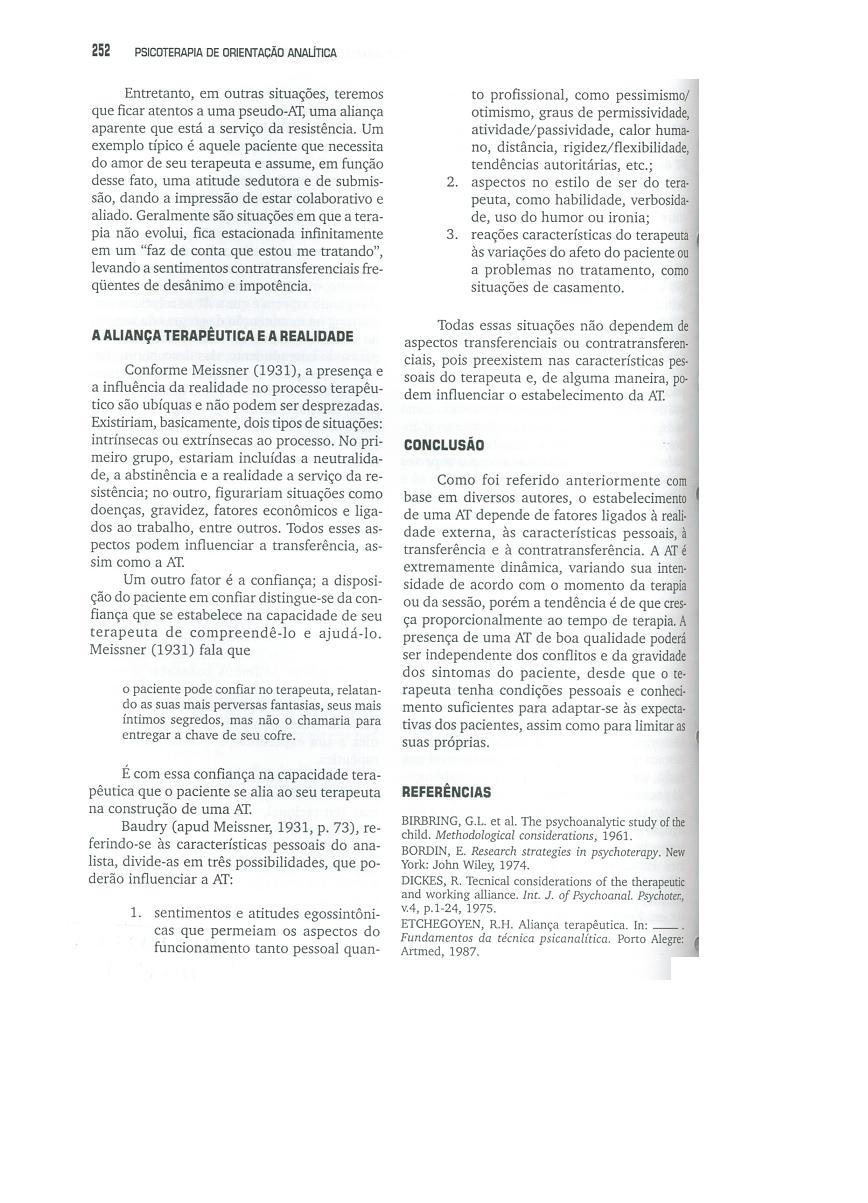 252 PSICOTERAPIA DE ORIENTAÇÃO ANALÍTICA
Entretanto, em outras situações, teremos
que ficar atentos a uma pseudo-AT, uma aliança
aparente que está a serviço da resistência. Um
exemplo típico é aquele paciente que necessita
do amor de seu terapeuta e assume, em função
desse fato, uma atitude sedutora e de submis-
são, dando a impressão de estar colaborativo e
aliado. Geralmente são situações em que a tera-
pia não evolui, fica estacionada infinitamente
em um “faz de conta que estou me tratando”,
levando a sentimentos contratransferenciais fre-
qüentes de desânimo e impotência.
A ALIANÇA TERAPÊUTICA E A REALIDADE
Conforme Meissner (1931), a presença e
a influência da realidade no processo terapêu-
tico são ubíquas e não podem ser desprezadas.
Existiriam, basicamente, dois tipos de situações:
intrínsecas ou extrínsecas ao processo. No pri-
meiro grupo, estariam incluídas a neutralida-
de, a abstinência e a realidade a serviço da re-
sistência; no outro, figurariam situações como
doenças, gravidez, fatores econômicos e liga-
dos ao trabalho, entre outros. Todos esses as-
pectos podem influenciar a transferência, as-
sim como a AT.
Um outro fator é a confiança; a disposi-
ção do paciente em confiar distingue-se da con-
fiança que se estabelece na capacidade de seu
terapeuta de compreendê-lo e ajudá-lo.
Meissner (1931) fala que
o paciente pode confiar no terapeuta, relatan-
do as suas mais perversas fantasias, seus mais
íntimos segredos, mas não o chamaria para
entregar a chave de seu cofre.
É com essa confiança na capacidade tera-
pêutica que o paciente se alia ao seu terapeuta
na construção de uma AT.
Baudry (apud Meissner, 1931, p. 73), re-
ferindo-se às características pessoais do ana-
lista, divide-as em três possibilidades, que po-
derão influenciar a AT:
1. sentimentos e atitudes egossintôni-
cas que permeiam os aspectos do
funcionamento tanto pessoal quan-
to profissional, como pessimismo/
otimismo, graus de permissividade,
atividade/passividade, calor huma-
no, distância, rigidez/flexibilidade,
tendências autoritárias, etc.;
2. aspectos no estilo de ser do tera-
peuta, como habilidade, verbosida-
de, uso do humor ou ironia;
3. reações características do terapeuta
às variações do afeto do paciente ou
a problemas no tratamento, como
situações de casamento.
Todas essas situações não dependem de
aspectos transferenciais ou contratransferen-
ciais, pois preexistem nas características pes-
soais do terapeuta e, de alguma maneira, po-
dem influenciar o estabelecimento da AT.
CONCLUSÃO
Como foi referido anteriormente com
base em diversos autores, o estabelecimento
de uma AT depende de fatores ligados à reali-
dade externa, às características pessoais, à
transferência e à contratransferência. A AT é
extremamente dinâmica, variando sua inten-
sidade de acordo com o momento da terapia
ou da sessão, porém a tendência é de que cres-
ça proporcionalmente ao tempo de terapia. A
presença de uma AT de boa qualidade poderá
ser independente dos conflitos e da gravidade
dos sintomas do paciente, desde que o te-
rapeuta tenha condições pessoais e conheci-
mento suficientes para adaptar-se às expecta-
tivas dos pacientes, assim como para limitar as
suas próprias.
REFERÊNCIAS
BIRBRING, G.L. et al. The psychoanalytic study of the
child. Methodological considerations, 1961.
BORDIN, E. Research strategies in psychoterapy. New
York: John Wiley, 1974.
DICKES, R. Tecnical considerations of the therapeutic
and working alliance. Int. J. of Psychoanal. Psychoter.,
v.4, p.1-24, 1975.
ETCHEGOYEN, R.H. Aliança terapêutica. In: ____ .
Fundamentos da técnica psicanalítica. Porto Alegre:
Artmed, 1987.